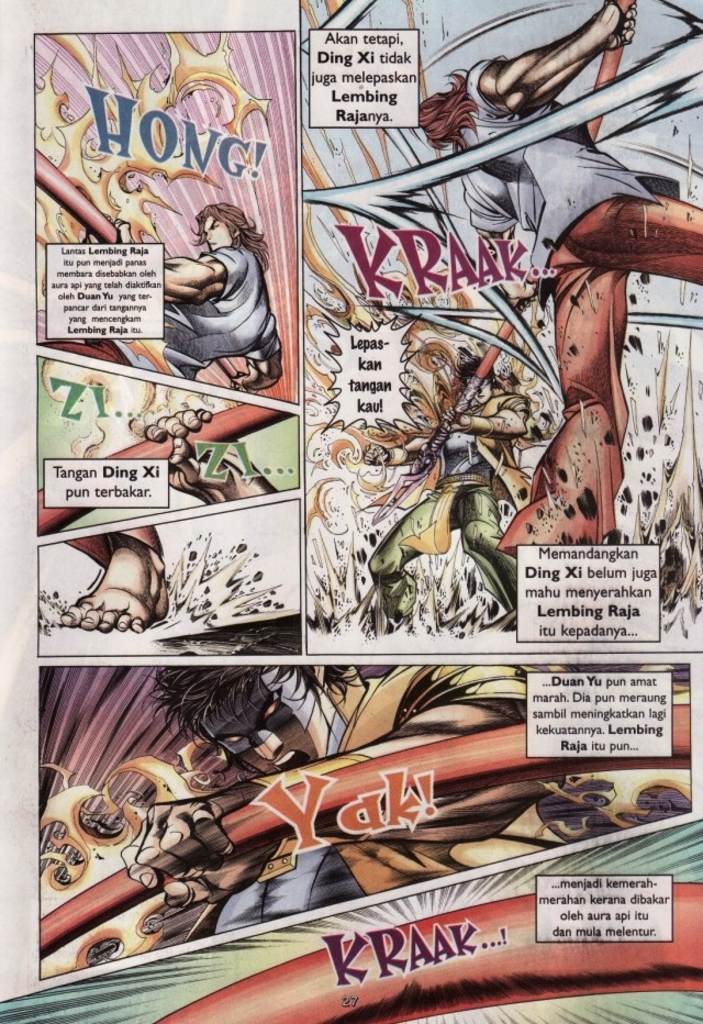 HONG!
Lantas Lembing Raja
itu pun menjadi panas
membara disebabkan oleh
aura api yang telah diaktifkan
oleh Duan Yu yang ter-
pancar dari tangannya
yang mencengkam
Lembing Raja itu.
Akan tetapi,
Ding Xi tidak
juga melepaskan
Lembing
Rajanya.
KRAAK...
Lepas-
kan
tangan
kau!
ZI...
ZI...
Tangan Ding Xi
pun terbakar.
Memandangkan
Ding Xi belum juga
mahu menyerahkan
Lembing Raja
itu kepadanya...
...Duan Yu pun amat
marah. Dia pun meraung
sambil meningkatkan lagi
kekuatannya. Lembing
Raja itu pun...
Yak!
...menjadi kemerah-
merahan kerana dibakar
oleh aura api itu
dan mula melentur.
KRAAK...!
27